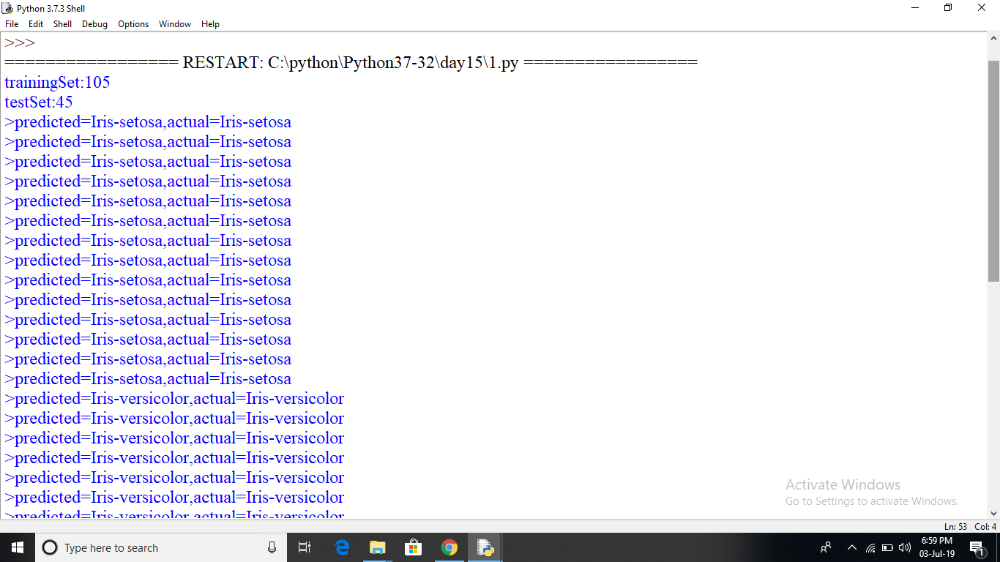 Python 3.7.3 Shell
File Edit Shell Debug Options Window Help
>>>
================= RESTART: C:\python\Python37-32\day15\1.py =================
trainingSet:105
testSet:45
>predicted=Iris-setosa,actual=Iris-setosa
>predicted=Iris-setosa,actual=Iris-setosa
>predicted=Iris-setosa,actual=Iris-setosa
>predicted=Iris-setosa,actual=Iris-setosa
>predicted=Iris-setosa,actual=Iris-setosa
>predicted=Iris-setosa,actual=Iris-setosa
>predicted=Iris-setosa,actual=Iris-setosa
>predicted=Iris-setosa,actual=Iris-setosa
>predicted=Iris-setosa,actual=Iris-setosa
>predicted=Iris-setosa,actual=Iris-setosa
>predicted=Iris-setosa,actual=Iris-setosa
>predicted=Iris-setosa,actual=Iris-setosa
>predicted=Iris-setosa,actual=Iris-setosa
>predicted=Iris-setosa,actual=Iris-setosa
>predicted=Iris-versicolor,actual=Iris-versicolor
>predicted=Iris-versicolor,actual=Iris-versicolor
>predicted=Iris-versicolor,actual=Iris-versicolor
>predicted=Iris-versicolor,actual=Iris-versicolor
>predicted=Iris-versicolor,actual=Iris-versicolor
>predicted=Iris-versicolor,actual=Iris-versicolor
>predicted=Iris-versicolor,actual=Iris-versicolor
Activate Windows
Go to Settings to activate Windows.
Ln: 53 Col: 4
Type here to search
6:59 PM
03-Jul-19
1